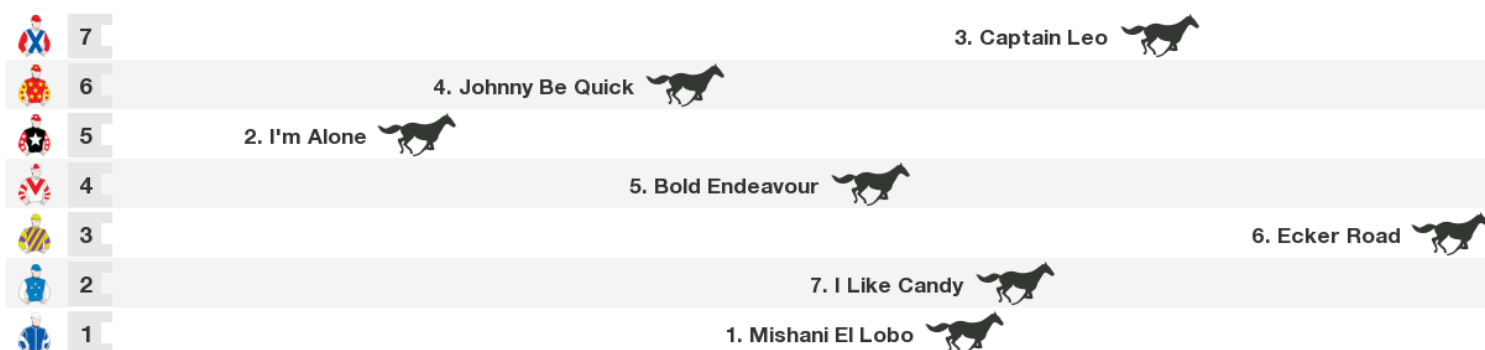 7 3. Captain Leo
6 4. Johnny Be Quick
5 2. I'm Alone
4 5. Bold Endeavour
3 6. Ecker Road
2 7. I Like Candy
1 1. Mishani El Lobo